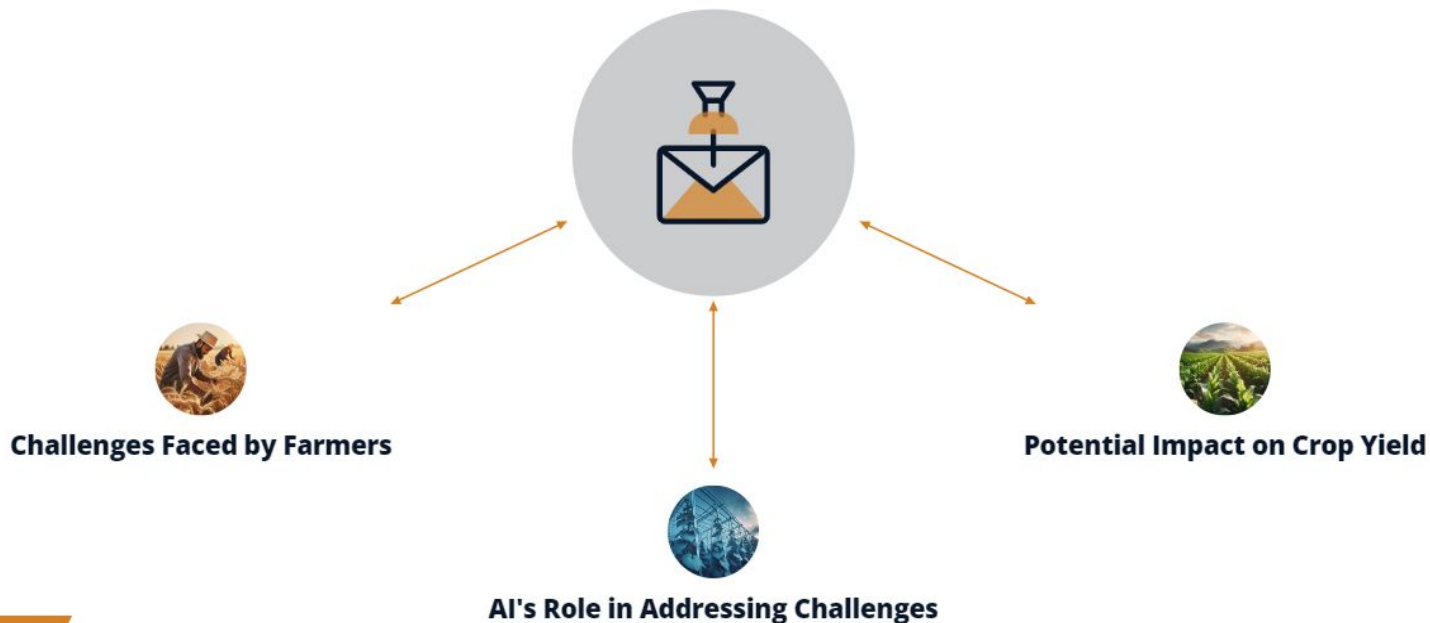 Challenges Faced by Farmers
Potential Impact on Crop Yield
AI's Role in Addressing Challenges